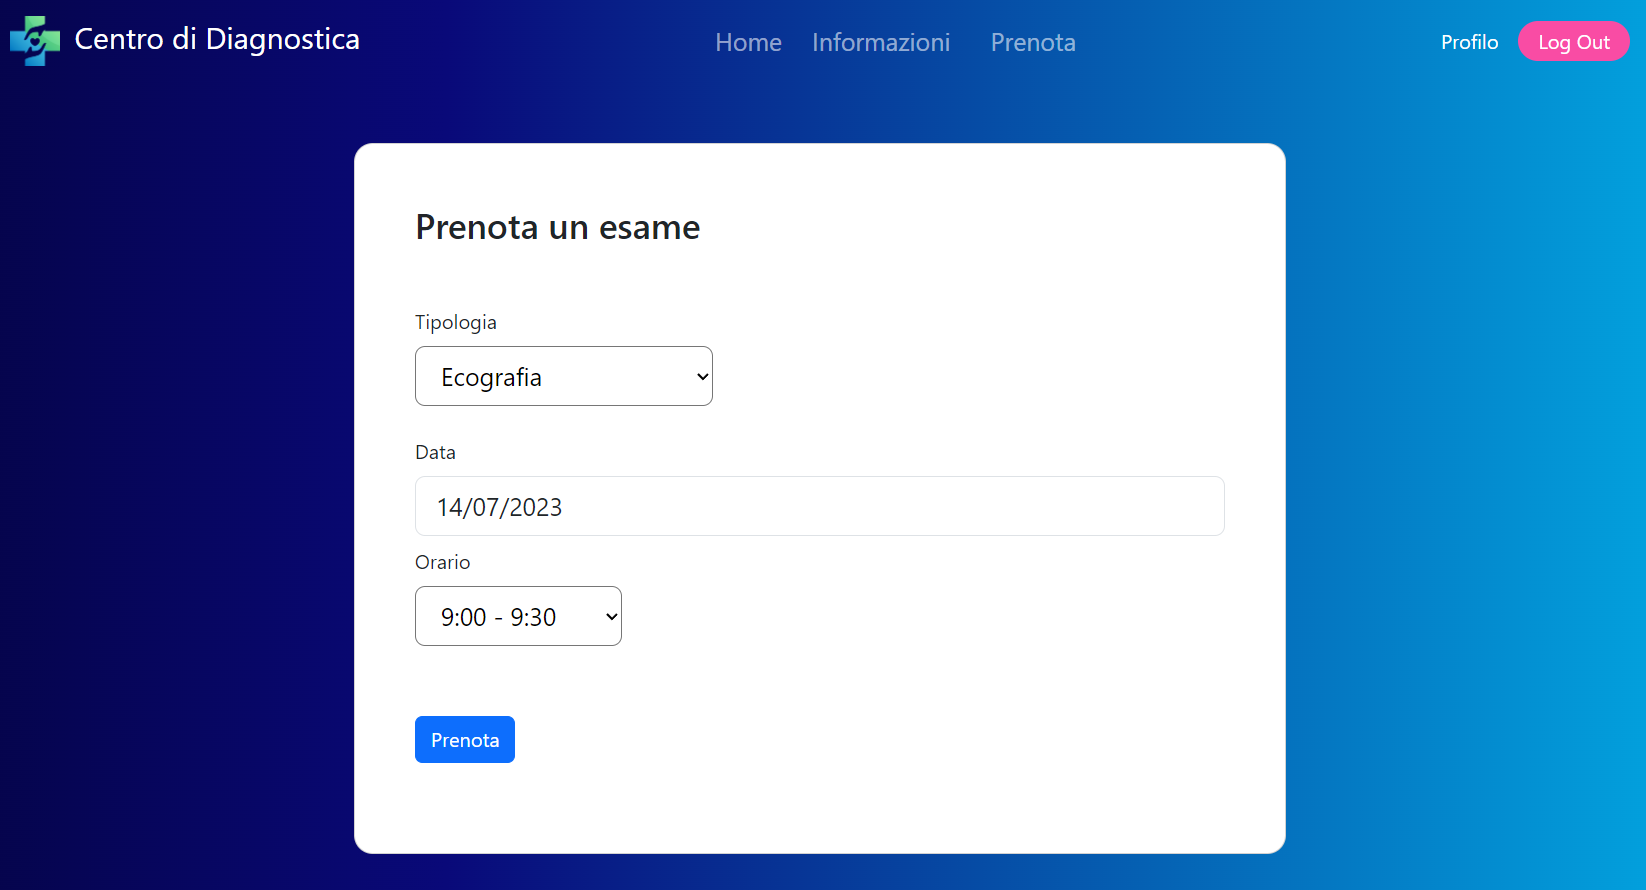 Centro di Diagnostica
Home Informazioni Prenota
Profilo Log Out
Prenota un esame
Tipologia
Ecografia
Data
14/07/2023
Orario
9:00 - 9:30
Prenota